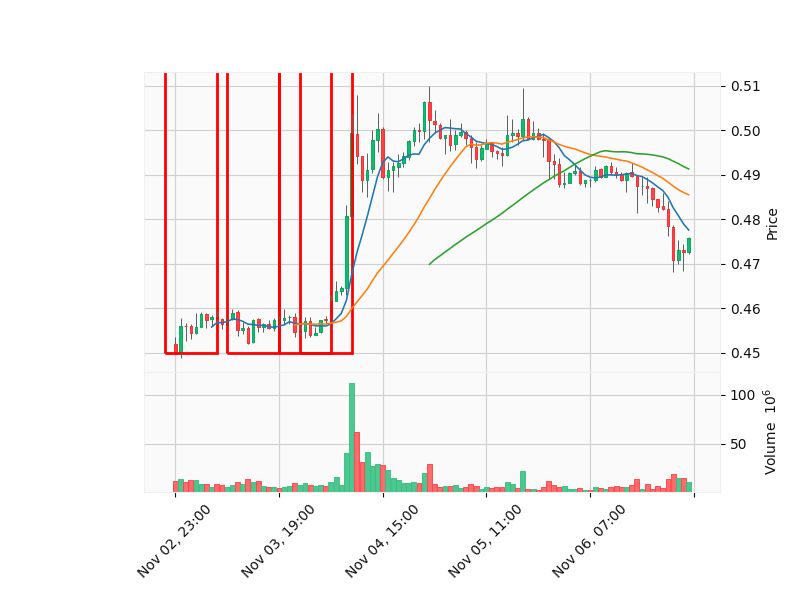 0.51
0.50
0.49
0.48
0.47
0.46
0.45
Price
100
50
Volume 10^6
Nov 02, 23:00
Nov 03, 19:00
Nov 04, 15:00
Nov 05, 11:00
Nov 06, 07:00